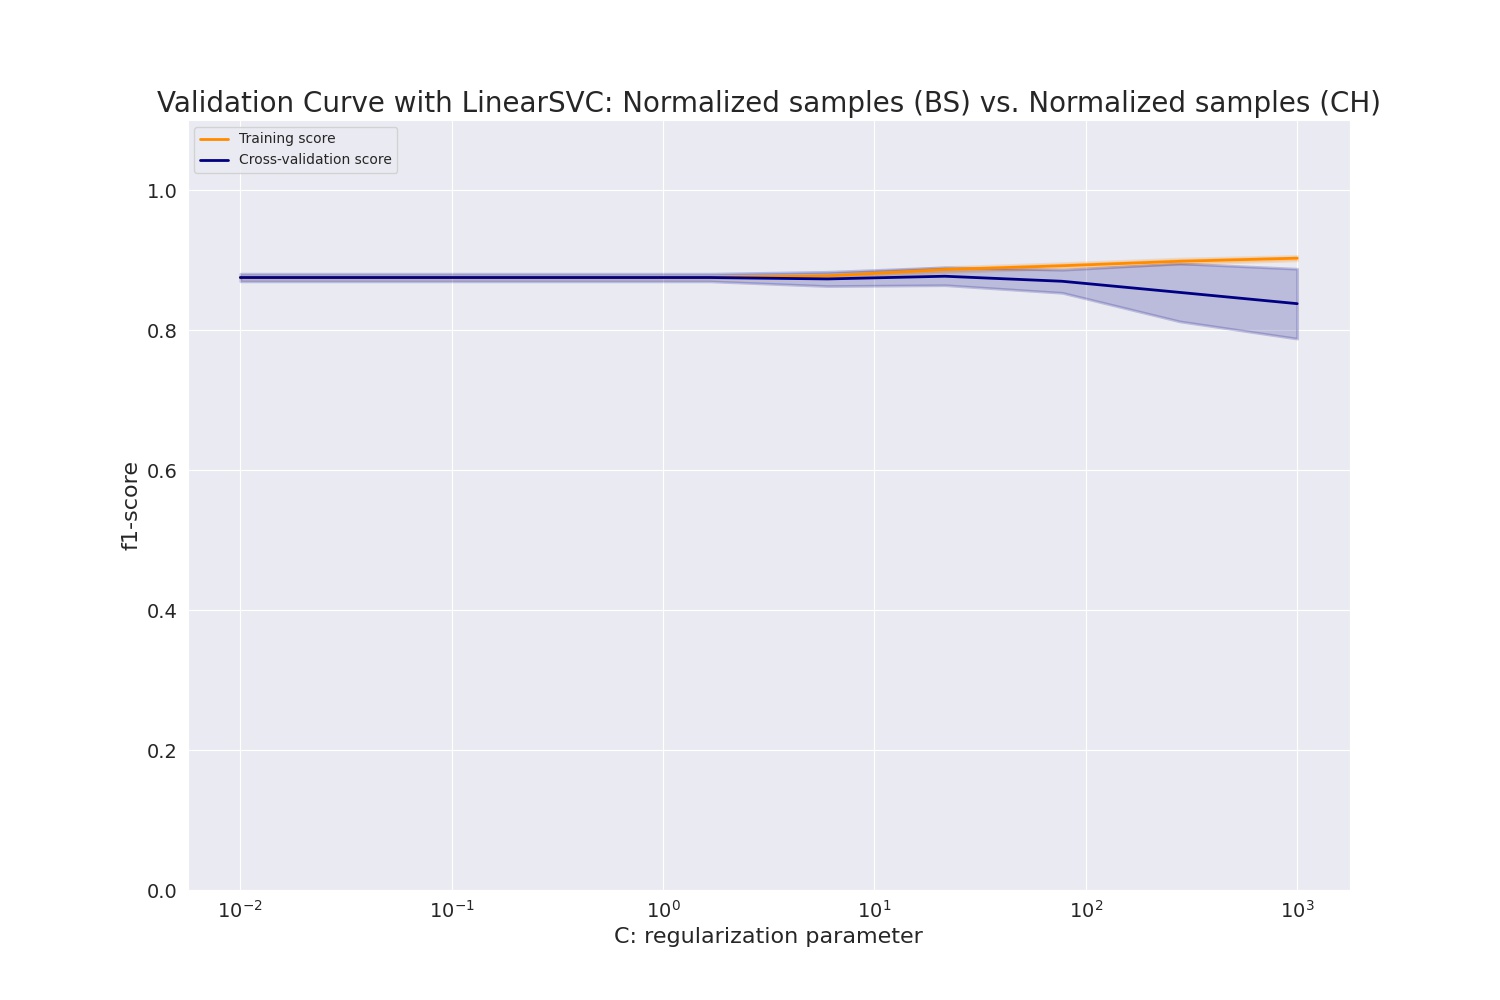 Validation Curve with LinearSVC: Normalized samples (BS) vs. Normalized samples (CH)
Training score
Cross-validation score
1.0
0.8
0.6
0.4
0.2
0.0
f1-score
10⁻² 10⁻¹ 10⁰ 10¹ 10² 10³
C: regularization parameter